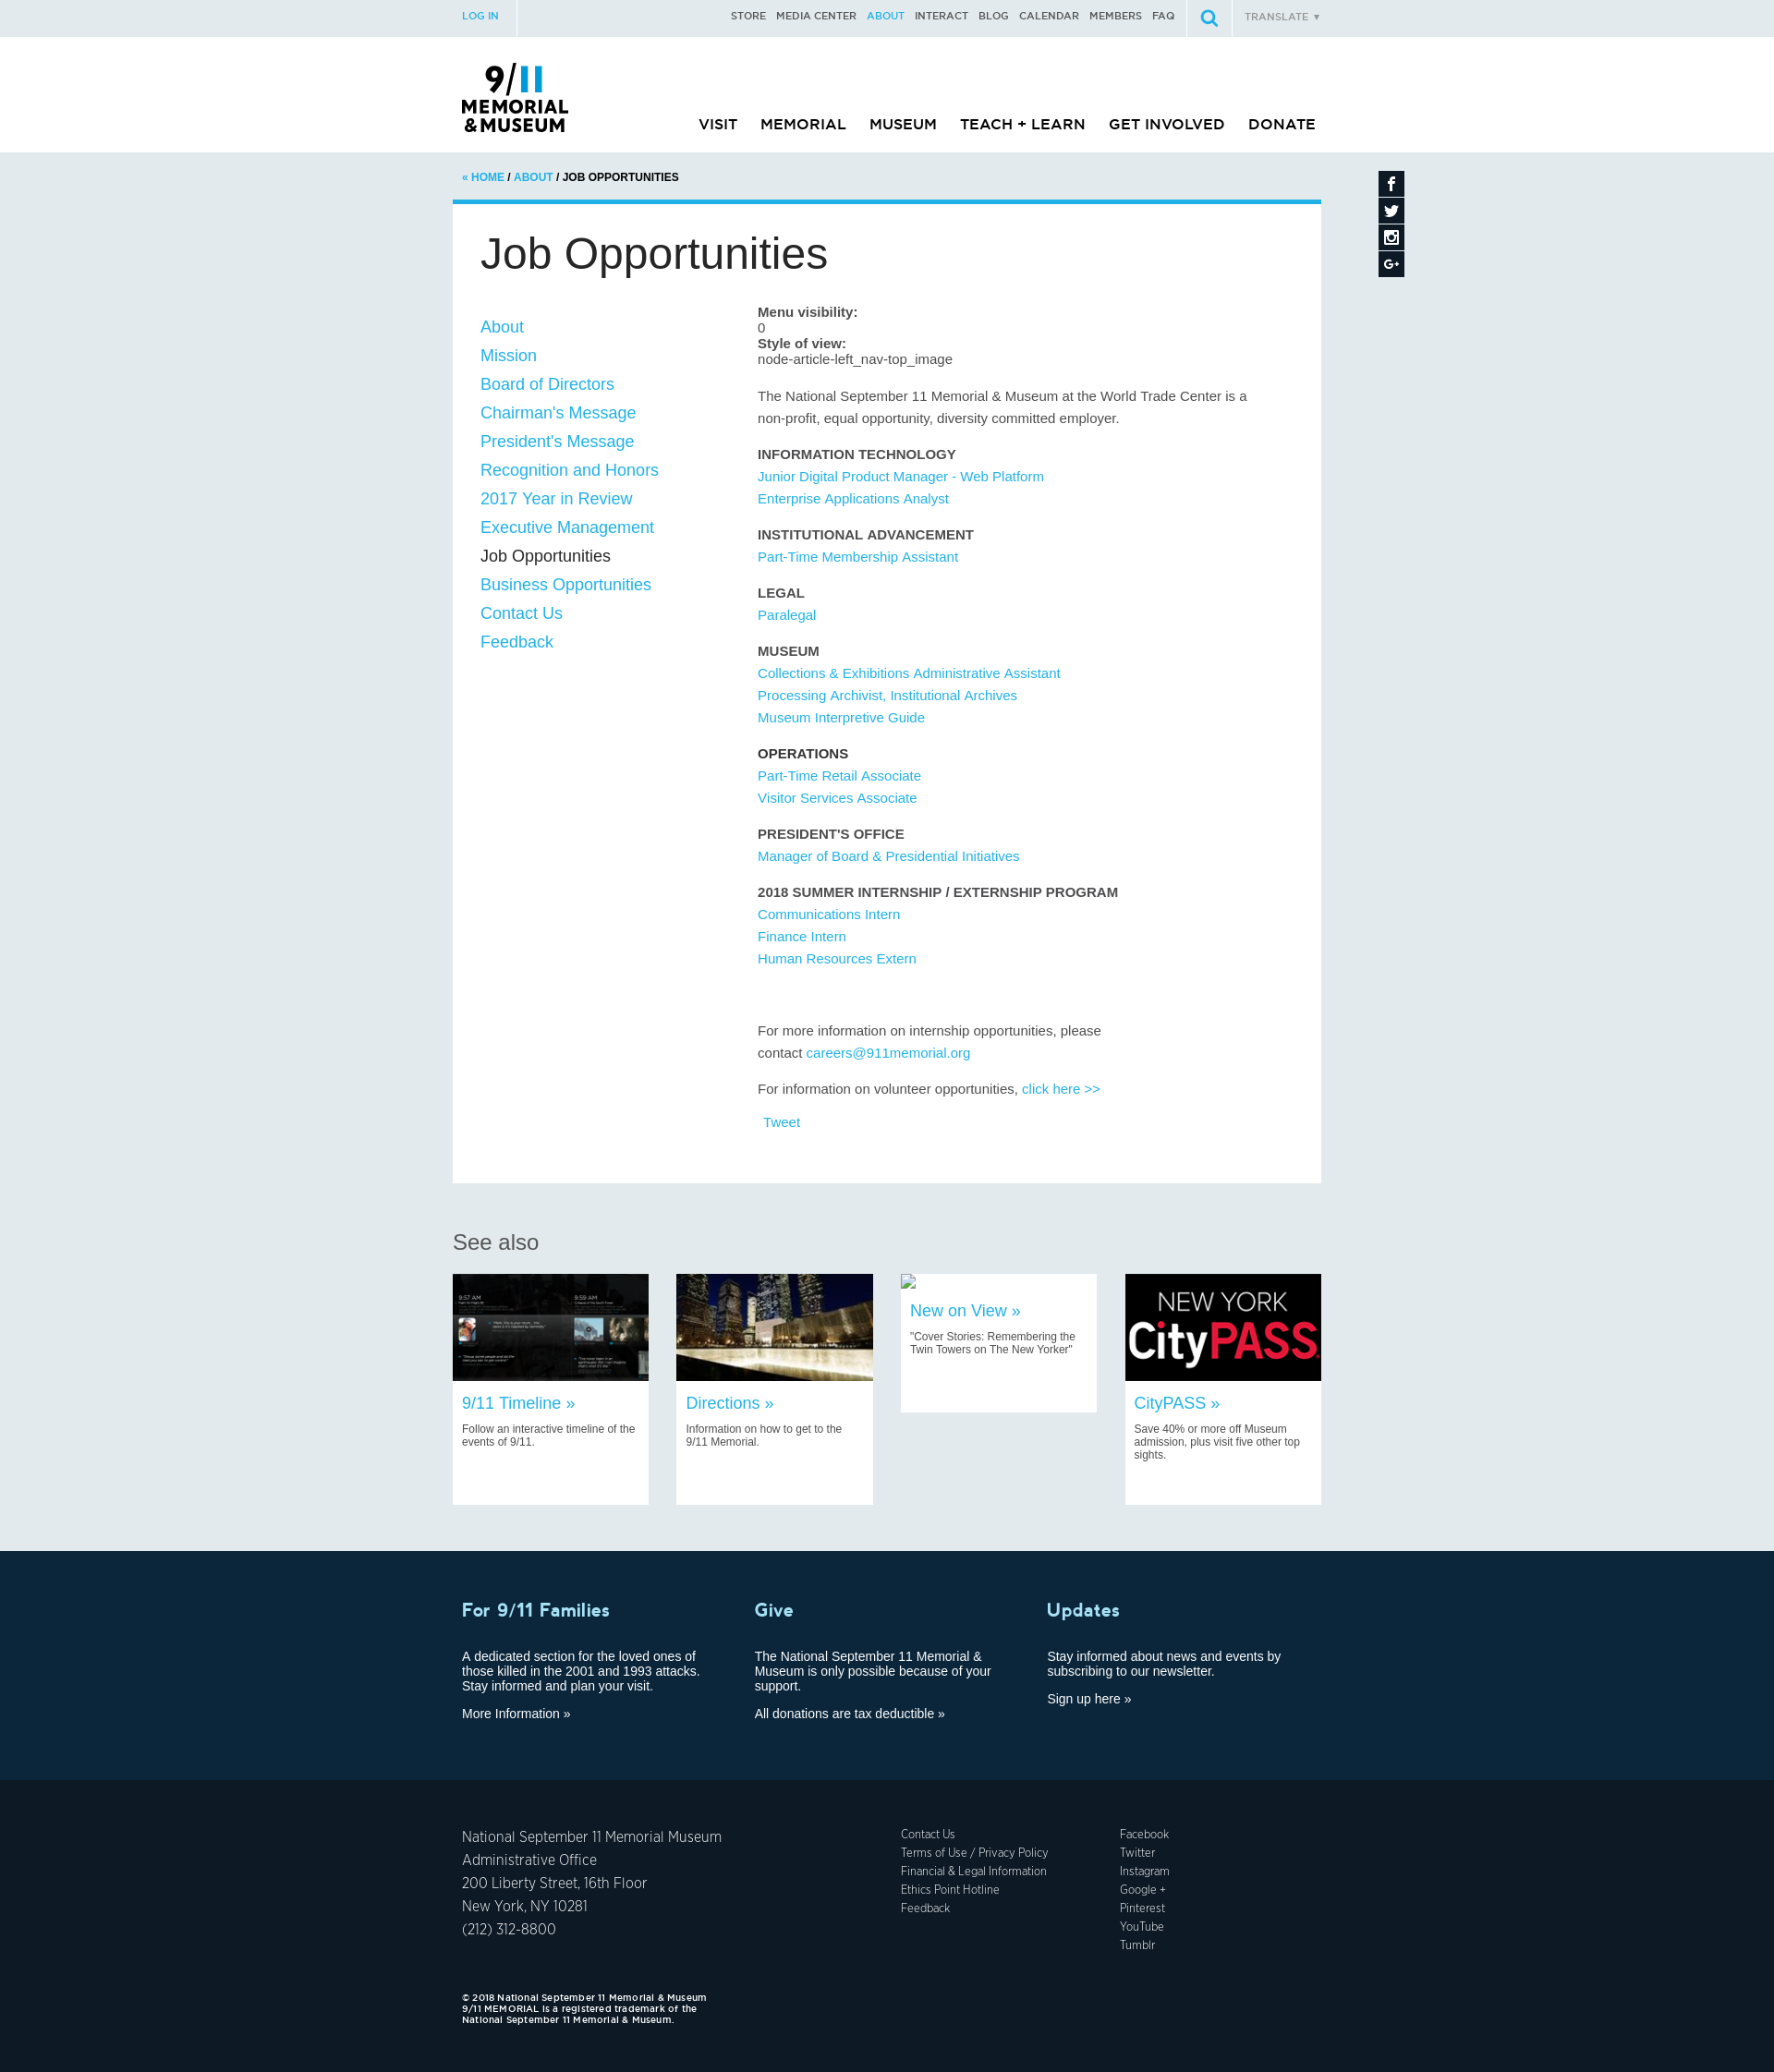 LOG IN
STORE MEDIA CENTER ABOUT INTERACT BLOG CALENDAR MEMBERS FAQ
TRANSLATE ▼
9/11
MEMORIAL
& MUSEUM
VISIT MEMORIAL MUSEUM TEACH + LEARN GET INVOLVED DONATE
« HOME / ABOUT / JOB OPPORTUNITIES
Job Opportunities
About
Mission
Board of Directors
Chairman's Message
President's Message
Recognition and Honors
2017 Year in Review
Executive Management
Job Opportunities
Business Opportunities
Contact Us
Feedback
Menu visibility:
0
Style of view:
node-article-left_nav-top_image
The National September 11 Memorial & Museum at the World Trade Center is a
non-profit, equal opportunity, diversity committed employer.
INFORMATION TECHNOLOGY
Junior Digital Product Manager - Web Platform
Enterprise Applications Analyst
INSTITUTIONAL ADVANCEMENT
Part-Time Membership Assistant
LEGAL
Paralegal
MUSEUM
Collections & Exhibitions Administrative Assistant
Processing Archivist, Institutional Archives
Museum Interpretive Guide
OPERATIONS
Part-Time Retail Associate
Visitor Services Associate
PRESIDENT'S OFFICE
Manager of Board & Presidential Initiatives
2018 SUMMER INTERNSHIP / EXTERNSHIP PROGRAM
Communications Intern
Finance Intern
Human Resources Extern
For more information on internship opportunities, please
contact careers@911memorial.org
For information on volunteer opportunities, click here >>
Tweet
See also
9:57 AM
9:59 AM
9/11 Timeline »
Follow an interactive timeline of the
events of 9/11.
Directions »
Information on how to get to the
9/11 Memorial.
New on View »
"Cover Stories: Remembering the
Twin Towers on The New Yorker"
NEW YORK
CityPASS
CityPASS »
Save 40% or more off Museum
admission, plus visit five other top
sights.
For 9/11 Families
A dedicated section for the loved ones of
those killed in the 2001 and 1993 attacks.
Stay informed and plan your visit.
More Information »
Give
The National September 11 Memorial &
Museum is only possible because of your
support.
All donations are tax deductible »
Updates
Stay informed about news and events by
subscribing to our newsletter.
Sign up here »
National September 11 Memorial Museum
Administrative Office
200 Liberty Street, 16th Floor
New York, NY 10281
(212) 312-8800
Contact Us
Terms of Use / Privacy Policy
Financial & Legal Information
Ethics Point Hotline
Feedback
Facebook
Twitter
Instagram
Google +
Pinterest
YouTube
Tumblr
© 2018 National September 11 Memorial & Museum
9/11 MEMORIAL is a registered trademark of the
National September 11 Memorial & Museum.